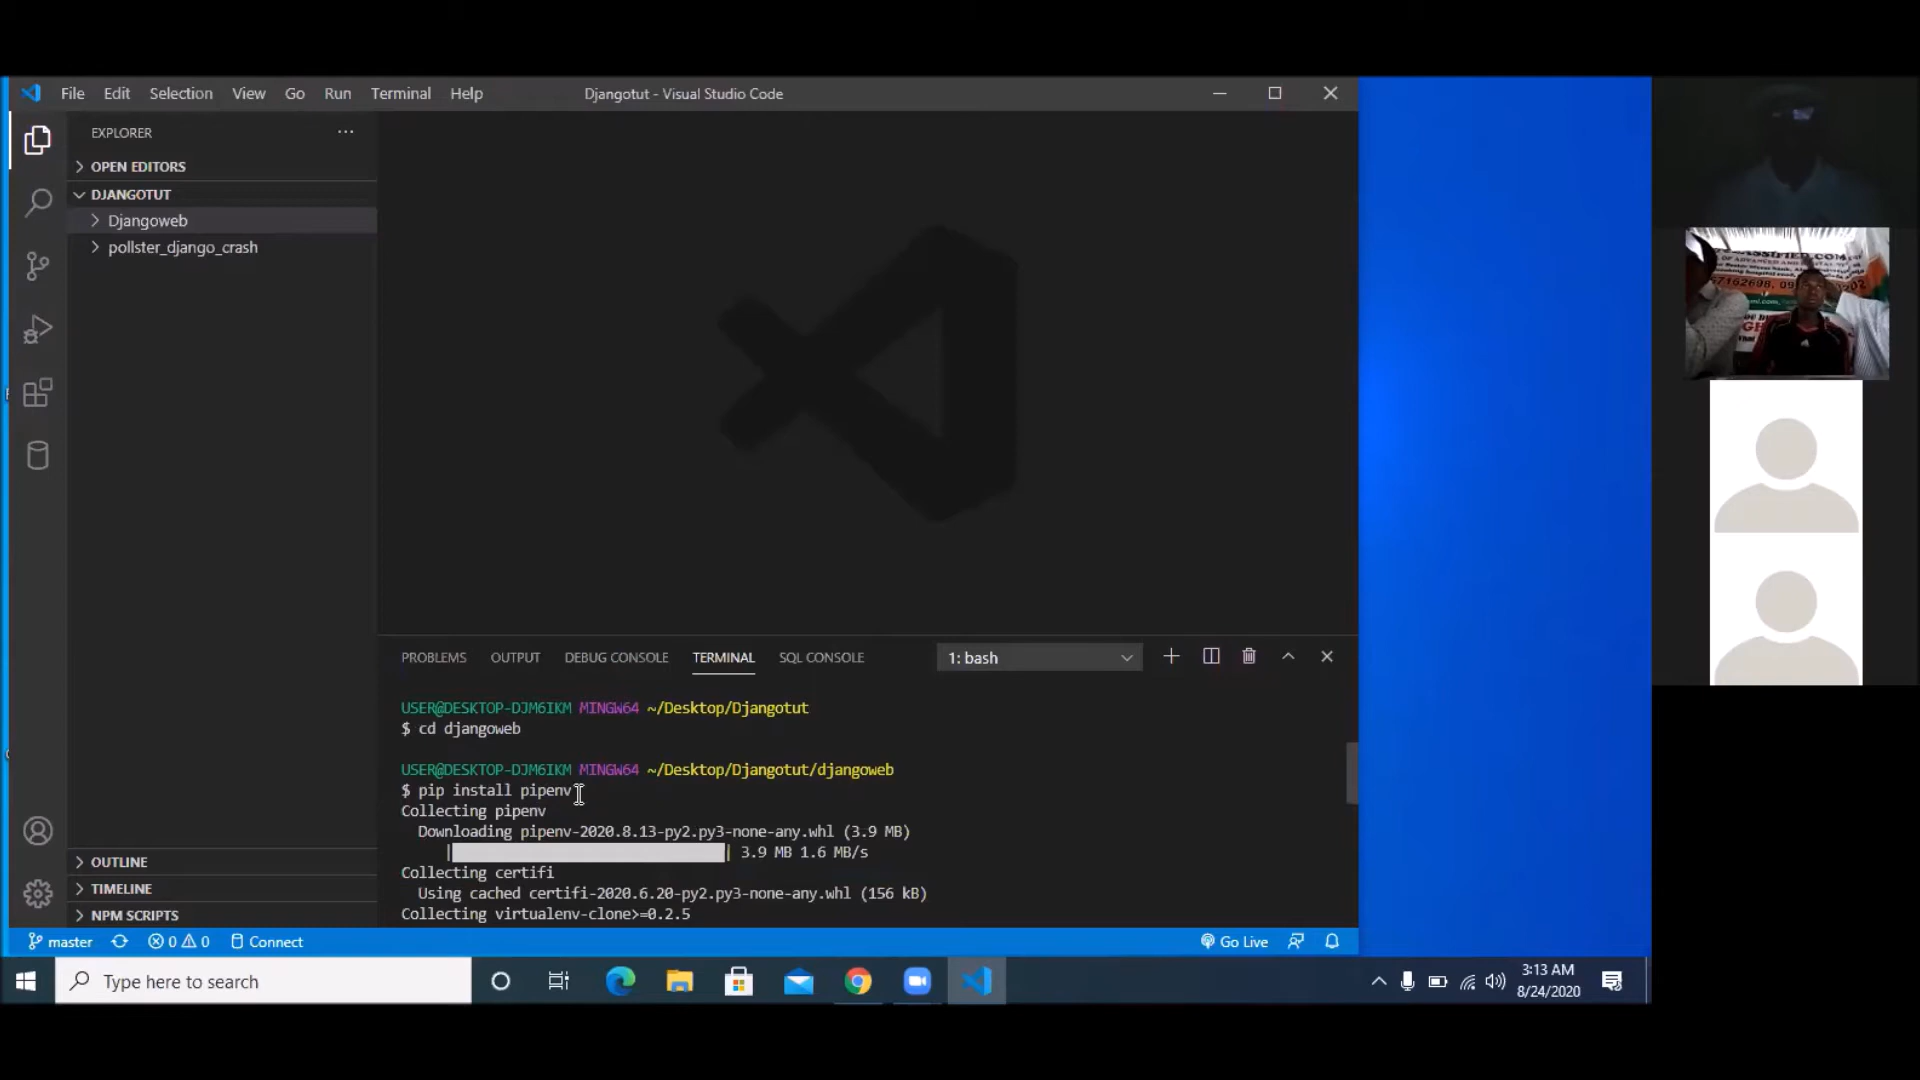 File Edit Selection View Go Run Terminal Help
Djangotut - Visual Studio Code
EXPLORER
OPEN EDITORS
DJANGOTUT
Djangoweb
pollster_django_crash
OUTLINE
TIMELINE
NPM SCRIPTS
PROBLEMS OUTPUT DEBUG CONSOLE TERMINAL SQL CONSOLE
1: bash
USER@DESKTOP-DJM6IKM MINGW64 ~/Desktop/Djangotut
$ cd djangoweb
USER@DESKTOP-DJM6IKM MINGW64 ~/Desktop/Djangotut/djangoweb
$ pip install pipenv
Collecting pipenv
Downloading pipenv-2020.8.13-py2.py3-none-any.whl (3.9 MB)
| | 3.9 MB 1.6 MB/s
Collecting certifi
Using cached certifi-2020.6.20-py2.py3-none-any.whl (156 kB)
Collecting virtualenv-clone>=0.2.5
master 0 0 Connect
Go Live
Type here to search
3:13 AM
8/24/2020